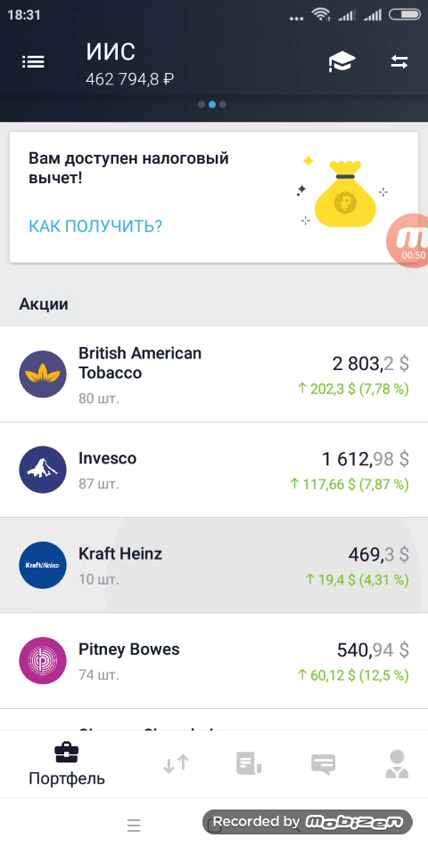 18:31
ИИС
462 794,8 ₽
Вам доступен налоговый
вычет!
КАК ПОЛУЧИТЬ?
00:50
Акции
British American
Tobacco
2 803,2 $
80 шт.
↑ 202,3 $ (7,78 %)
Invesco
1 612,98 $
87 шт.
↑ 117,66 $ (7,87 %)
KraftHeinz
Kraft Heinz
469,3 $
10 шт.
↑ 19,4 $ (4,31 %)
Pitney Bowes
540,94 $
74 шт.
↑ 60,12 $ (12,5 %)
Портфель
Recorded by mobizen